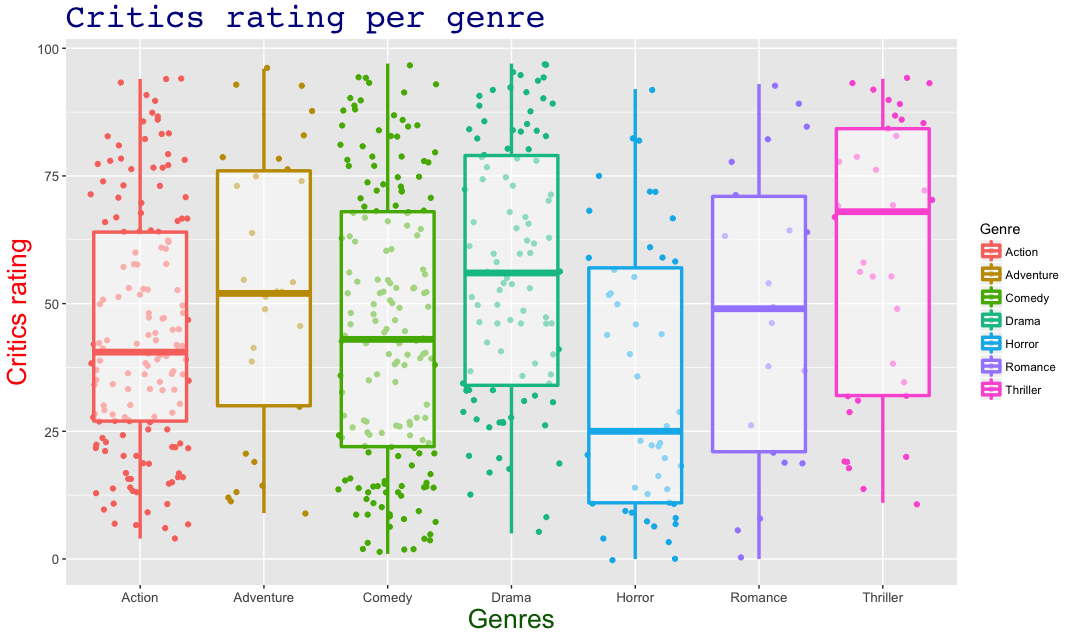 Critics rating per genre
Critics rating
100
75
50
25
0
Action Adventure Comedy Drama Horror Romance Thriller
Genres
Genre
Action
Adventure
Comedy
Drama
Horror
Romance
Thriller